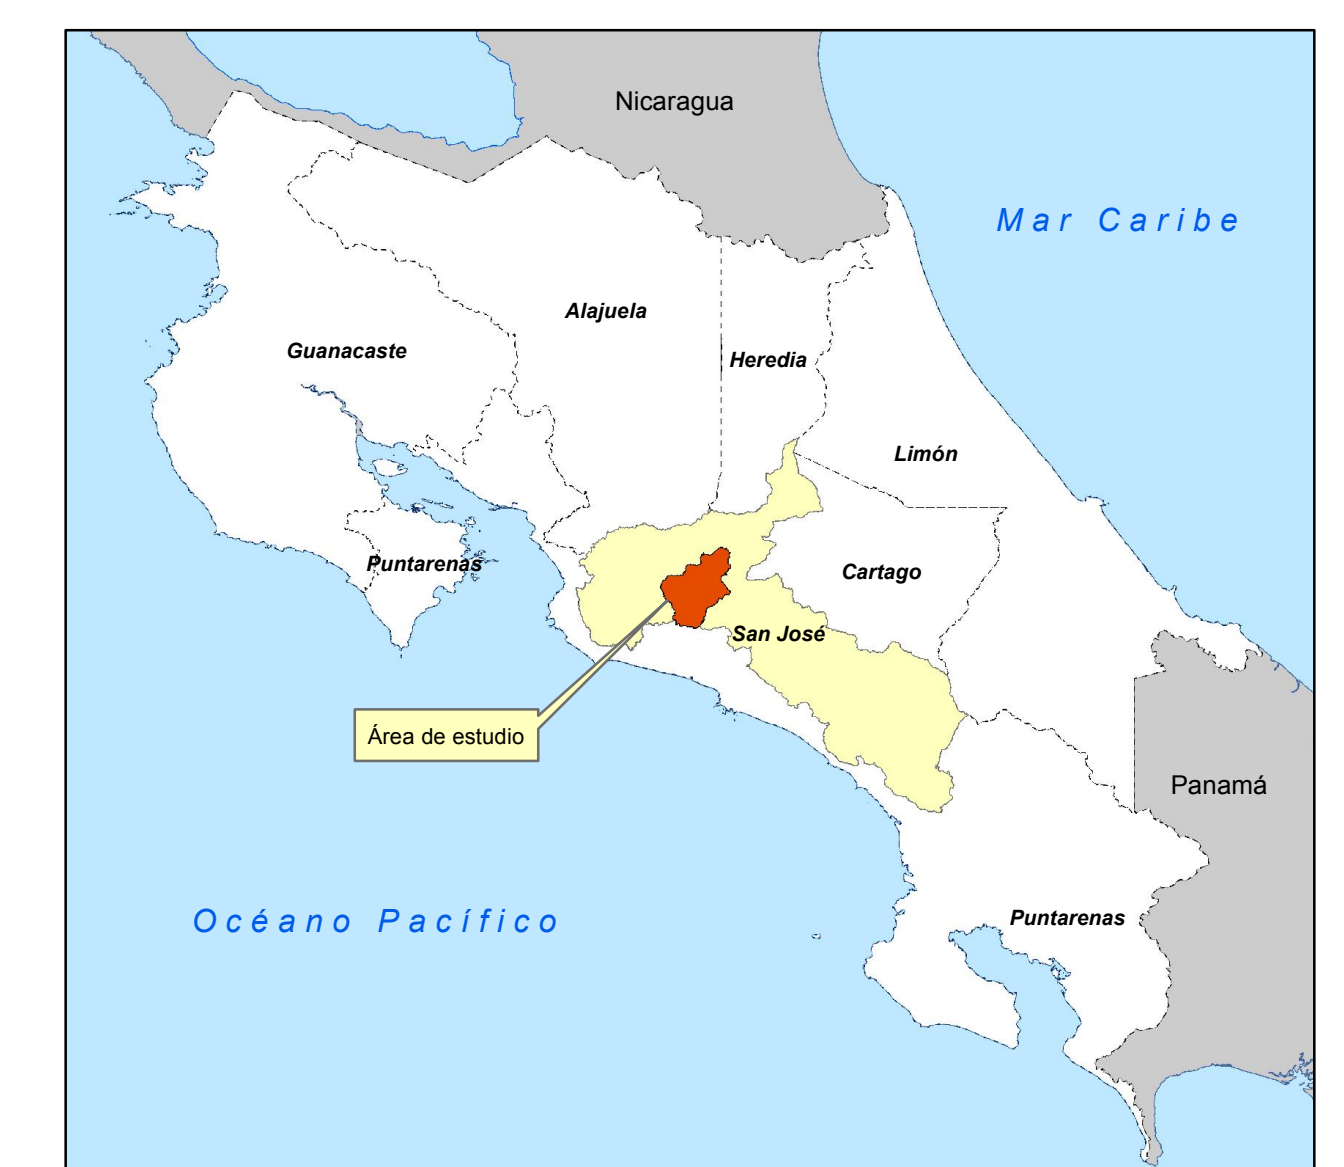 Nicaragua
Mar Caribe
Alajuela
Guanacaste
Heredia
Limón
Puntarenas
Cartago
San José
Área de estudio
Panamá
Océano Pacífico
Puntarenas